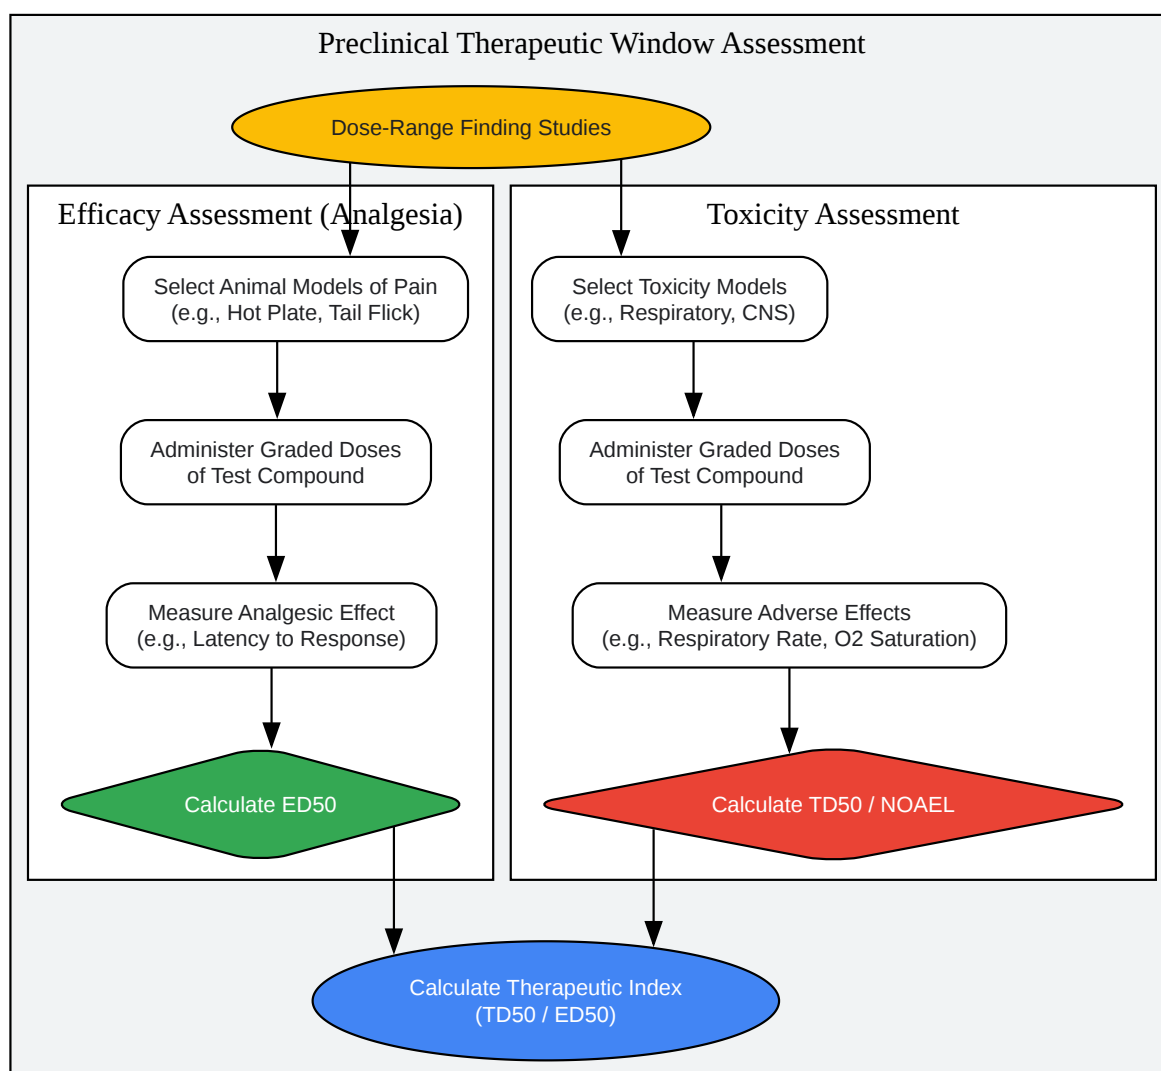 Preclinical Therapeutic Window Assessment
Dose-Range Finding Studies
Efficacy Assessment (Analgesia)
Select Animal Models of Pain
(e.g., Hot Plate, Tail Flick)
Administer Graded Doses
of Test Compound
Measure Analgesic Effect
(e.g., Latency to Response)
Calculate ED50
Toxicity Assessment
Select Toxicity Models
(e.g., Respiratory, CNS)
Administer Graded Doses
of Test Compound
Measure Adverse Effects
(e.g., Respiratory Rate, O2 Saturation)
Calculate TD50 / NOAEL
Calculate Therapeutic Index
(TD50 / ED50)